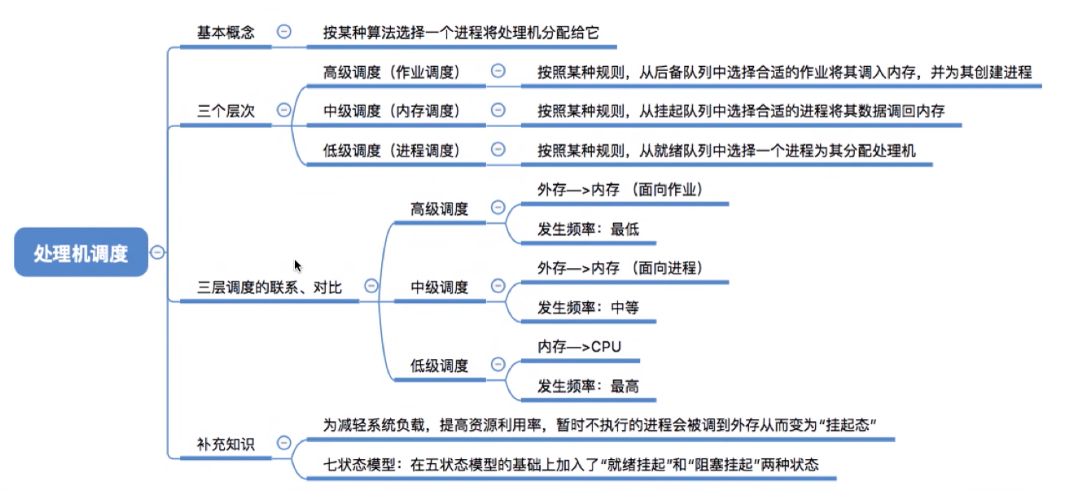 处理机调度
基本概念
按某种算法选择一个进程将处理机分配给它
三个层次
高级调度（作业调度）
按照某种规则，从后备队列中选择合适的作业将其调入内存，并为其创建进程
中级调度（内存调度）
按照某种规则，从挂起队列中选择合适的进程将其数据调回内存
低级调度（进程调度）
按照某种规则，从就绪队列中选择一个进程为其分配处理机
三层调度的联系、对比
高级调度
外存—>内存 （面向作业）
发生频率：最低
中级调度
外存—>内存 （面向进程）
发生频率：中等
低级调度
内存—>CPU
发生频率：最高
补充知识
为减轻系统负载，提高资源利用率，暂时不执行的进程会被调到外存从而变为“挂起态”
七状态模型：在五状态模型的基础上加入了“就绪挂起”和“阻塞挂起”两种状态